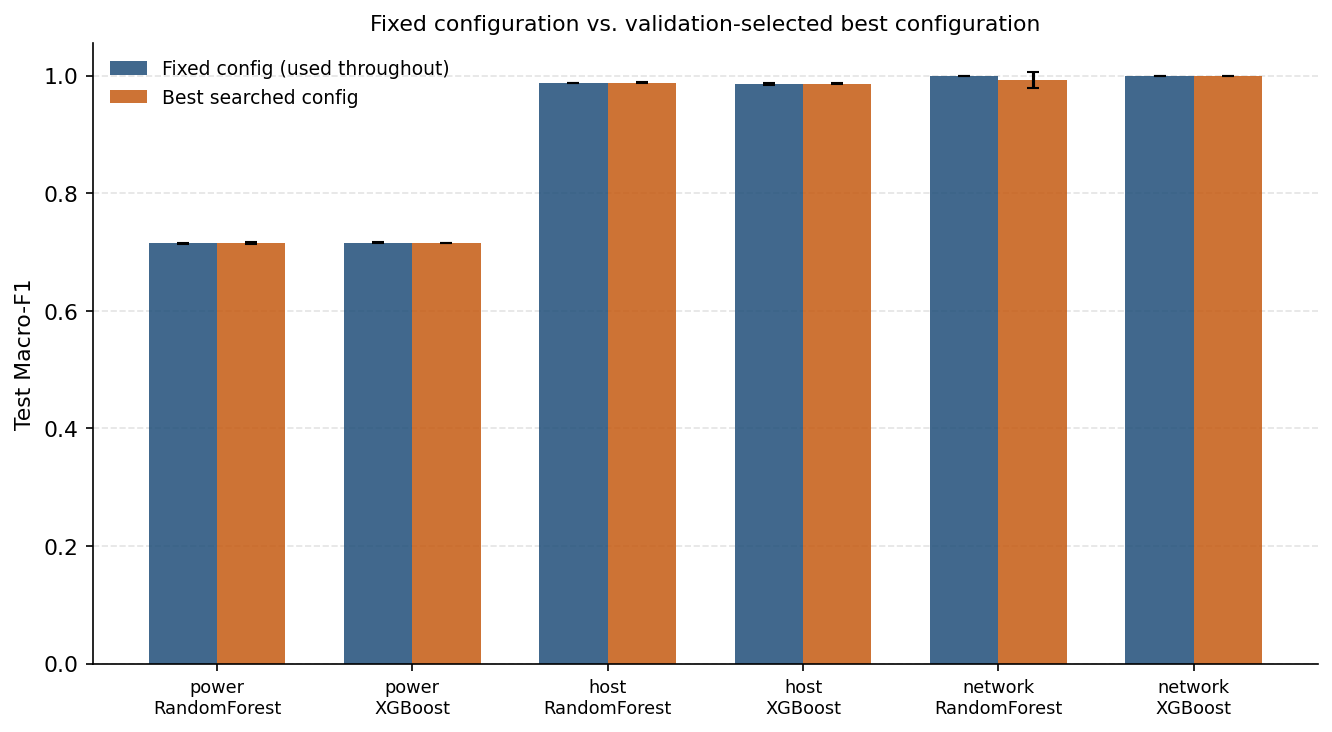 Fixed configuration vs. validation-selected best configuration
Fixed config (used throughout)
Best searched config
Test Macro-F1
1.0
0.8
0.6
0.4
0.2
0.0
power
RandomForest
power
XGBoost
host
RandomForest
host
XGBoost
network
RandomForest
network
XGBoost